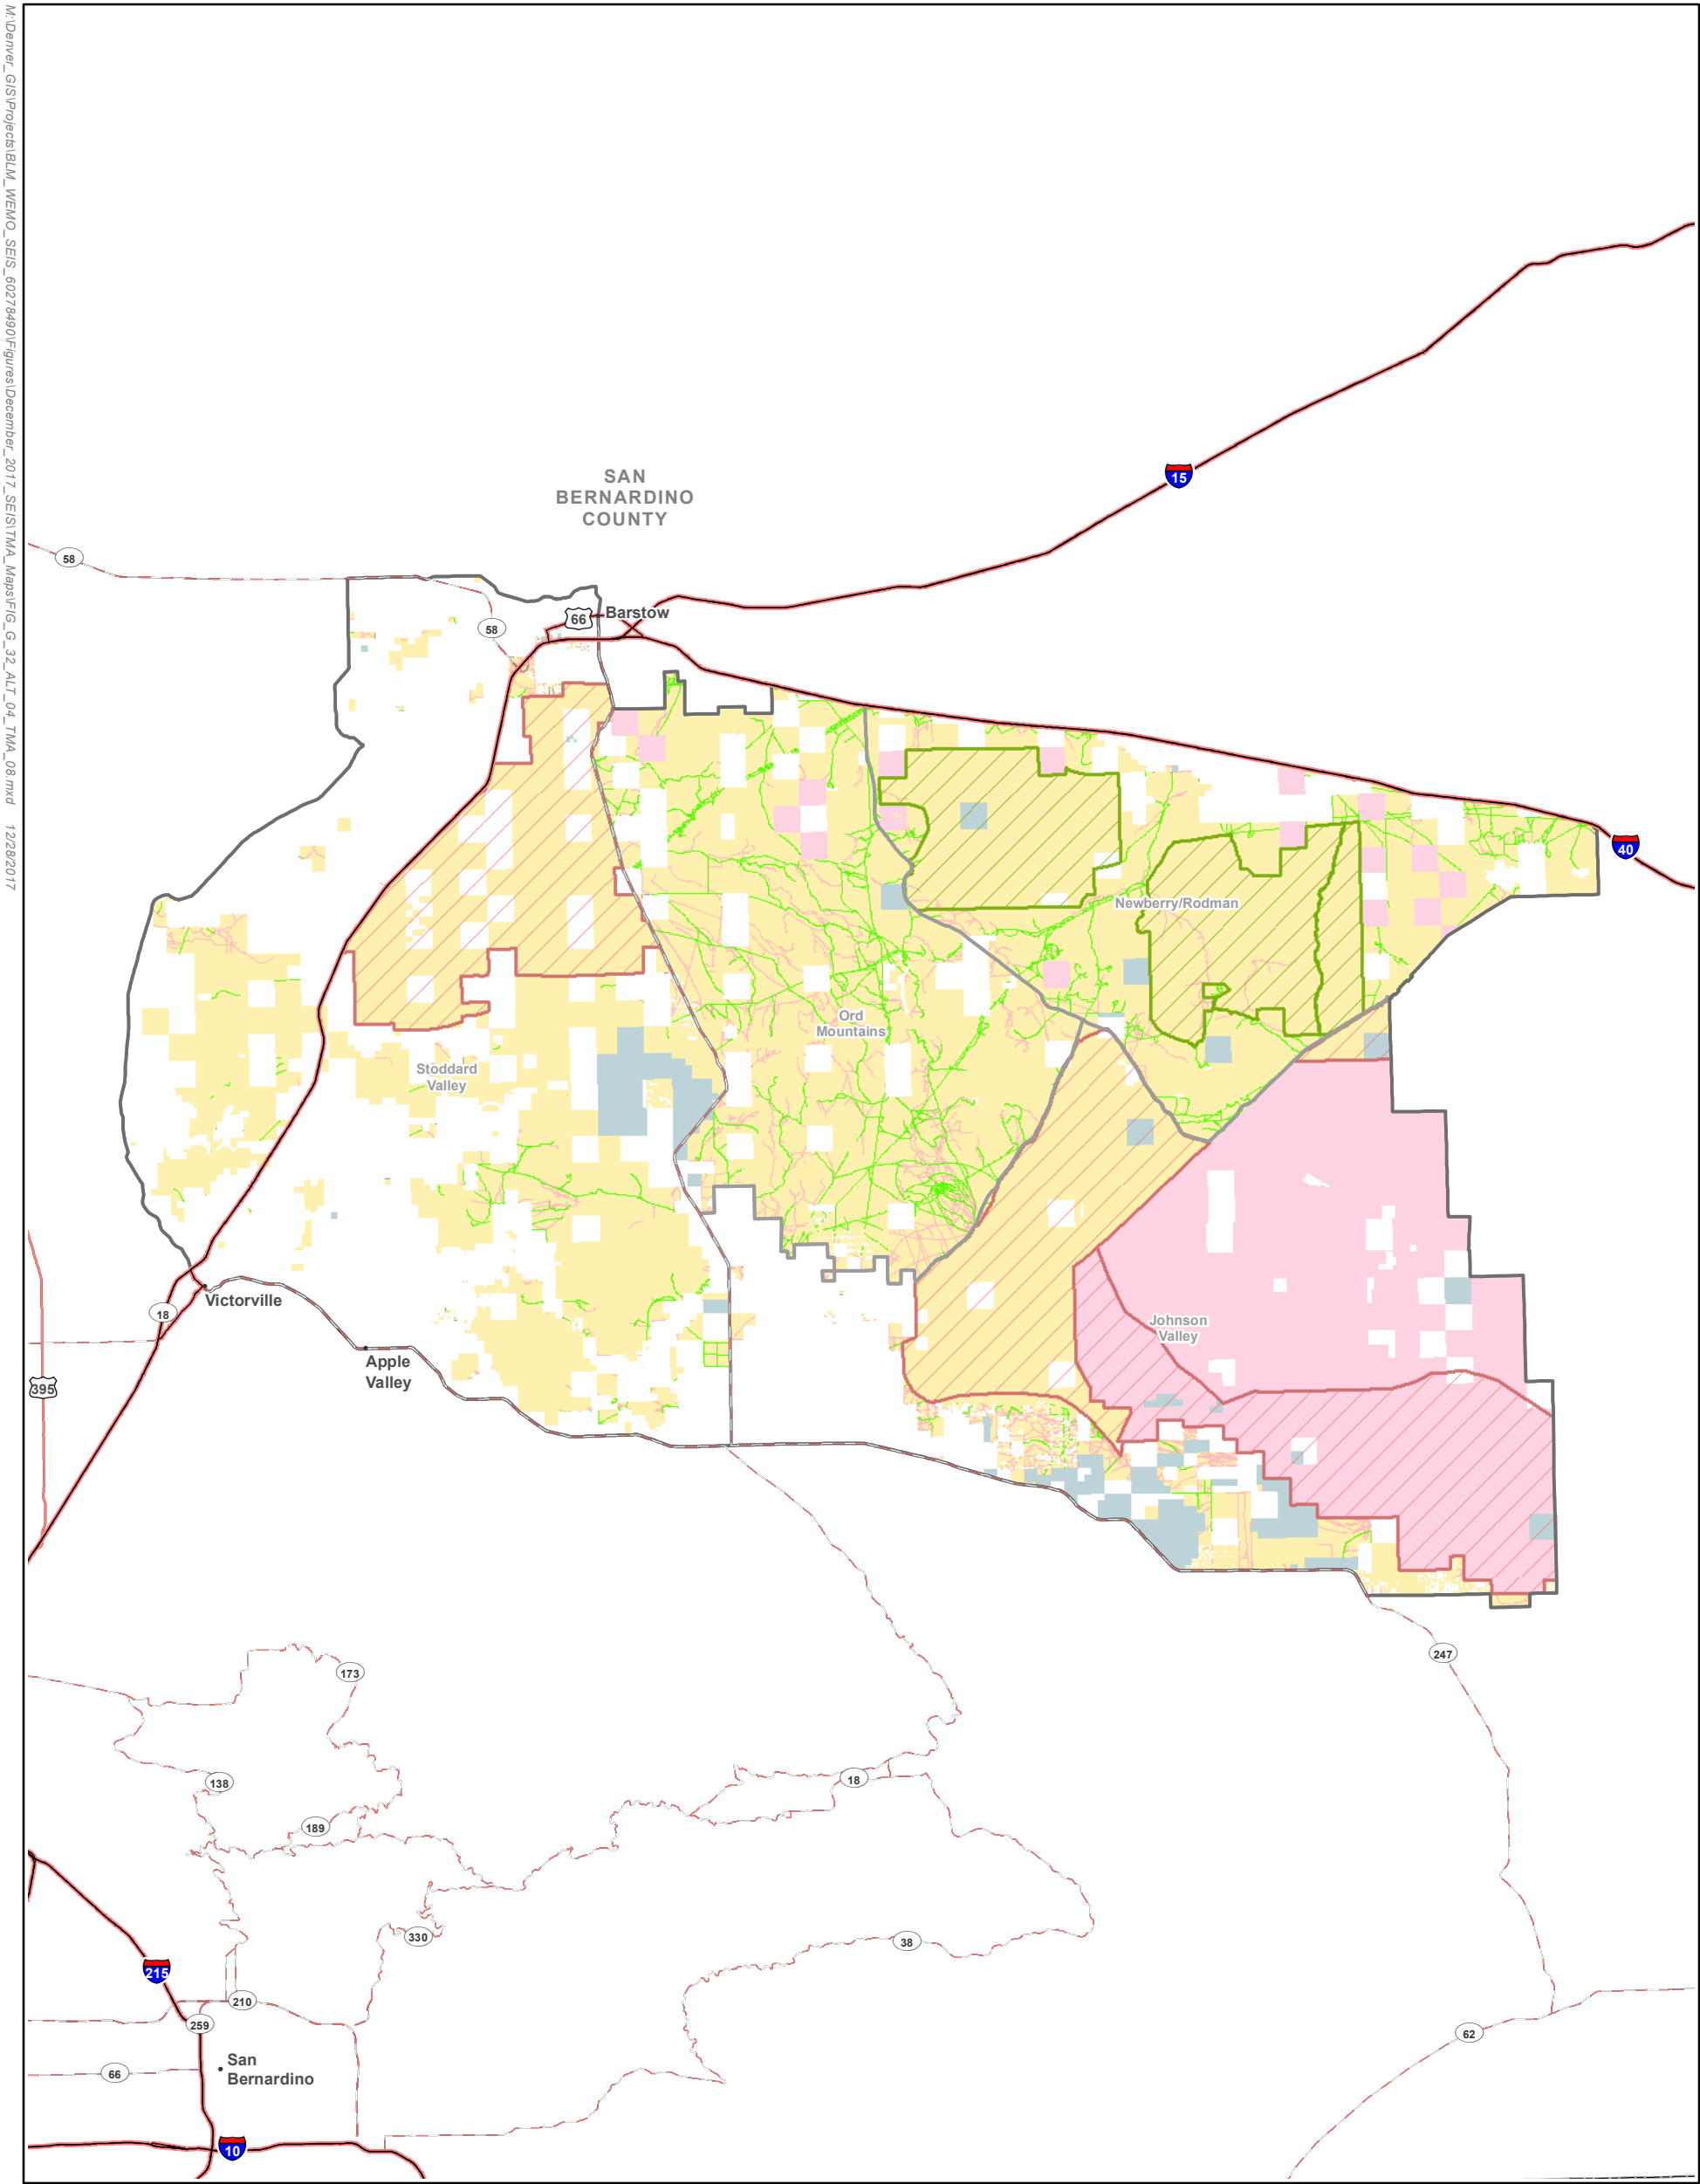 M:\Denver_GIS\Projects\BLM_WEMO_SEIS_60278490\Figures\December_2017_SEIS\TMA_Maps\FIG_G_32_ALT_04_TMA_08.mxd 12/28/2017
15
SAN
BERNARDINO
COUNTY
58
66
Barstow
58
40
Newberry/Rodman
Ord
Mountains
Stoddard
Valley
Victorville
18
Johnson
Valley
Apple
Valley
395
247
173
138
18
189
330
38
215
210
259
62
San
Bernardino
66
10